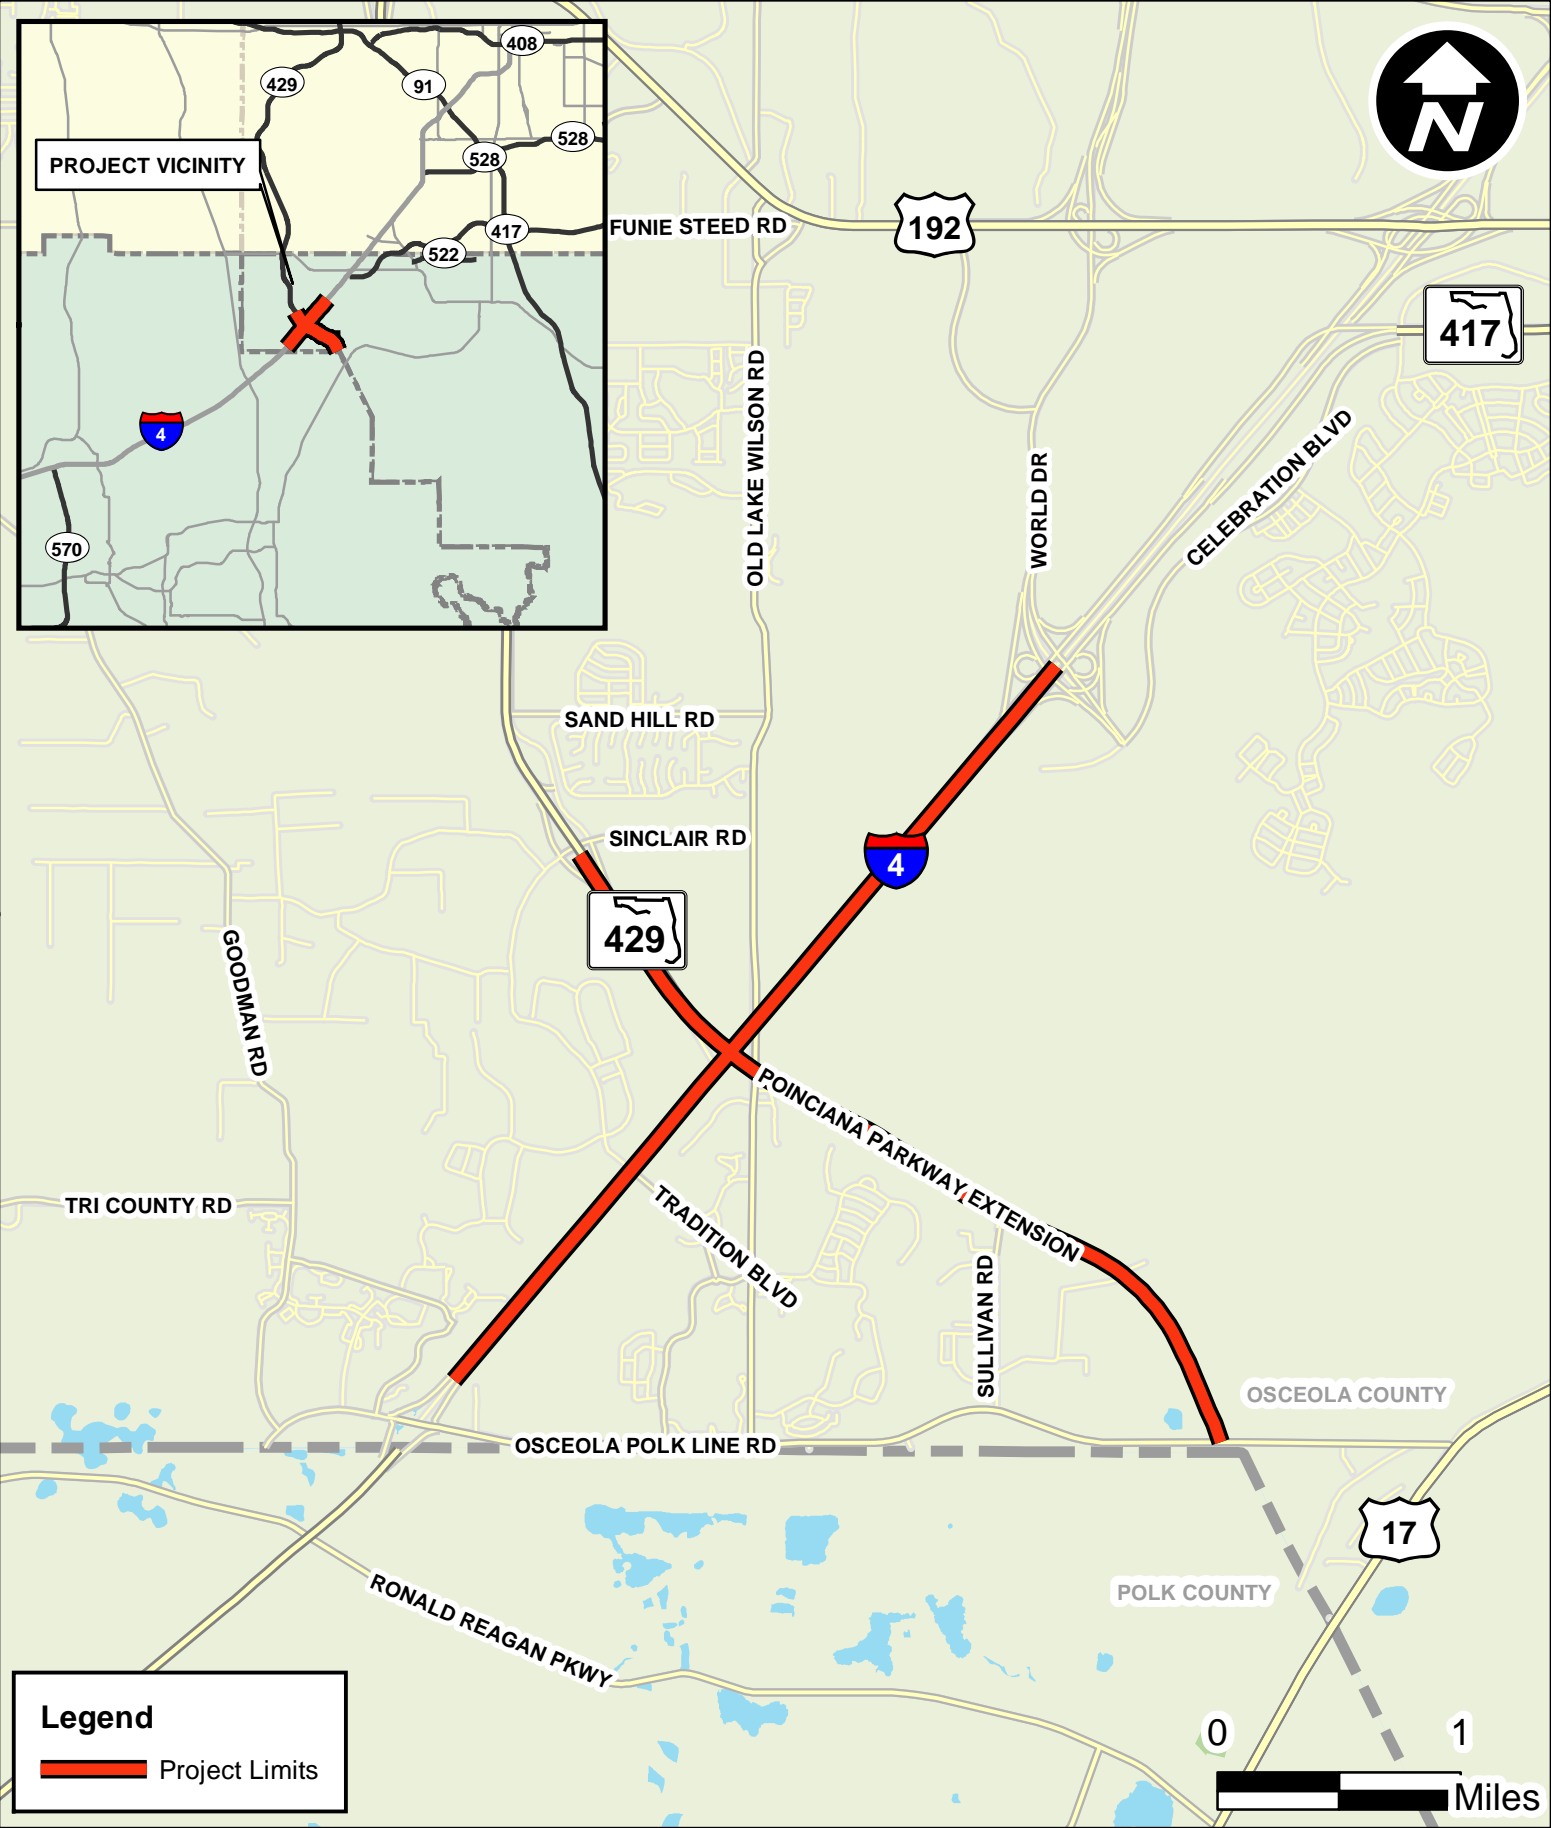 408
429
91
528
528
PROJECT VICINITY
417
522
4
570
N
FUNIE STEED RD
192
417
OLD LAKE WILSON RD
WORLD DR
CELEBRATION BLVD
SAND HILL RD
SINCLAIR RD
4
429
GOODMAN RD
POINCIANA PARKWAY EXTENSION
TRI COUNTY RD
TRADITION BLVD
SULLIVAN RD
OSCEOLA COUNTY
OSCEOLA POLK LINE RD
17
POLK COUNTY
RONALD REAGAN PKWY
Legend
Project Limits
0 1
Miles